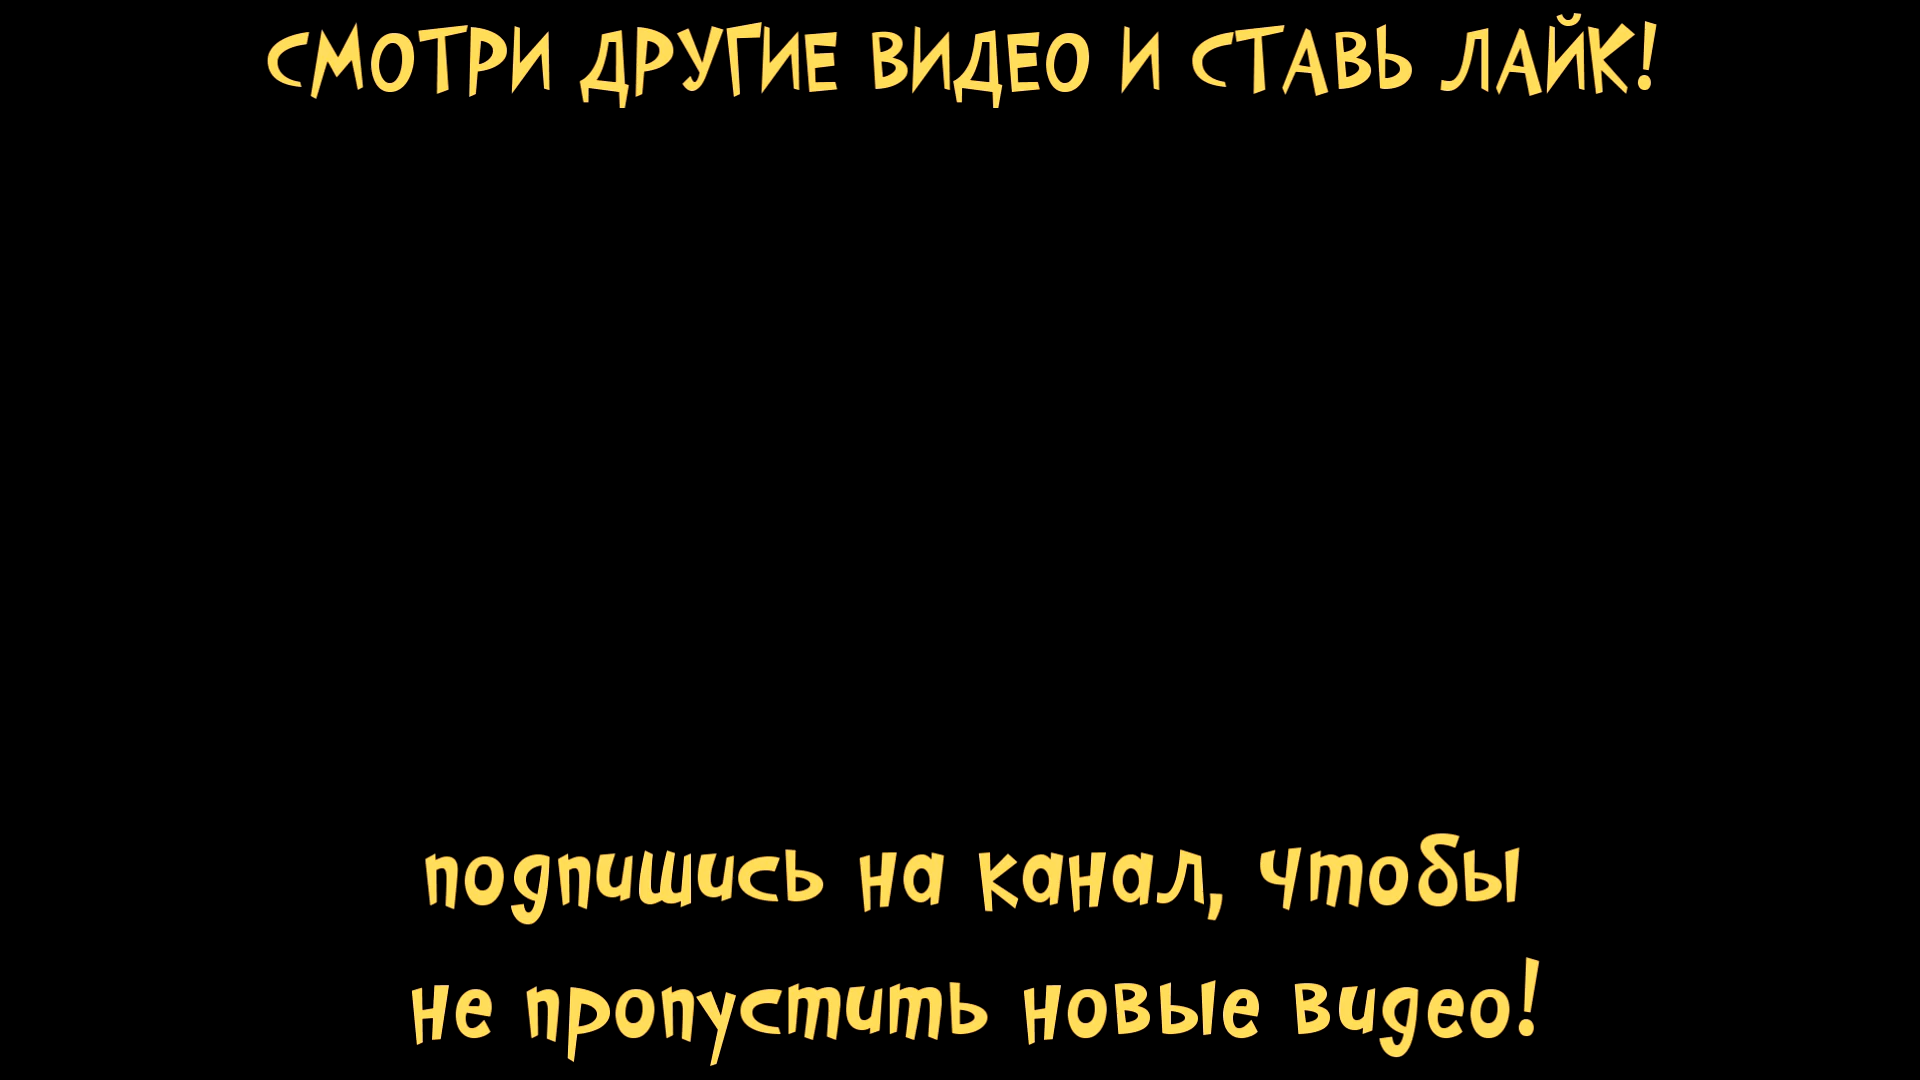 СМОТРИ ДРУГИЕ ВИДЕО И СТАВЬ ЛАЙК!
подпишись на канал, чтобы
не пропустить новые видео!